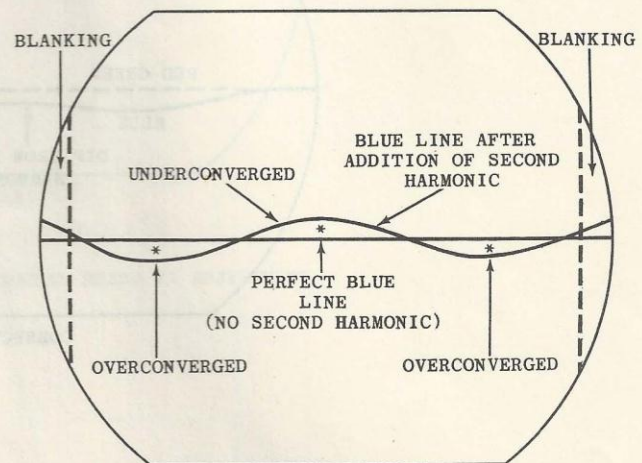 BLANKING
BLANKING
BLUE LINE AFTER
ADDITION OF SECOND
HARMONIC
UNDERCONVERGED
*
*
*
PERFECT BLUE
LINE
(NO SECOND HARMONIC)
OVERCONVERGED
OVERCONVERGED